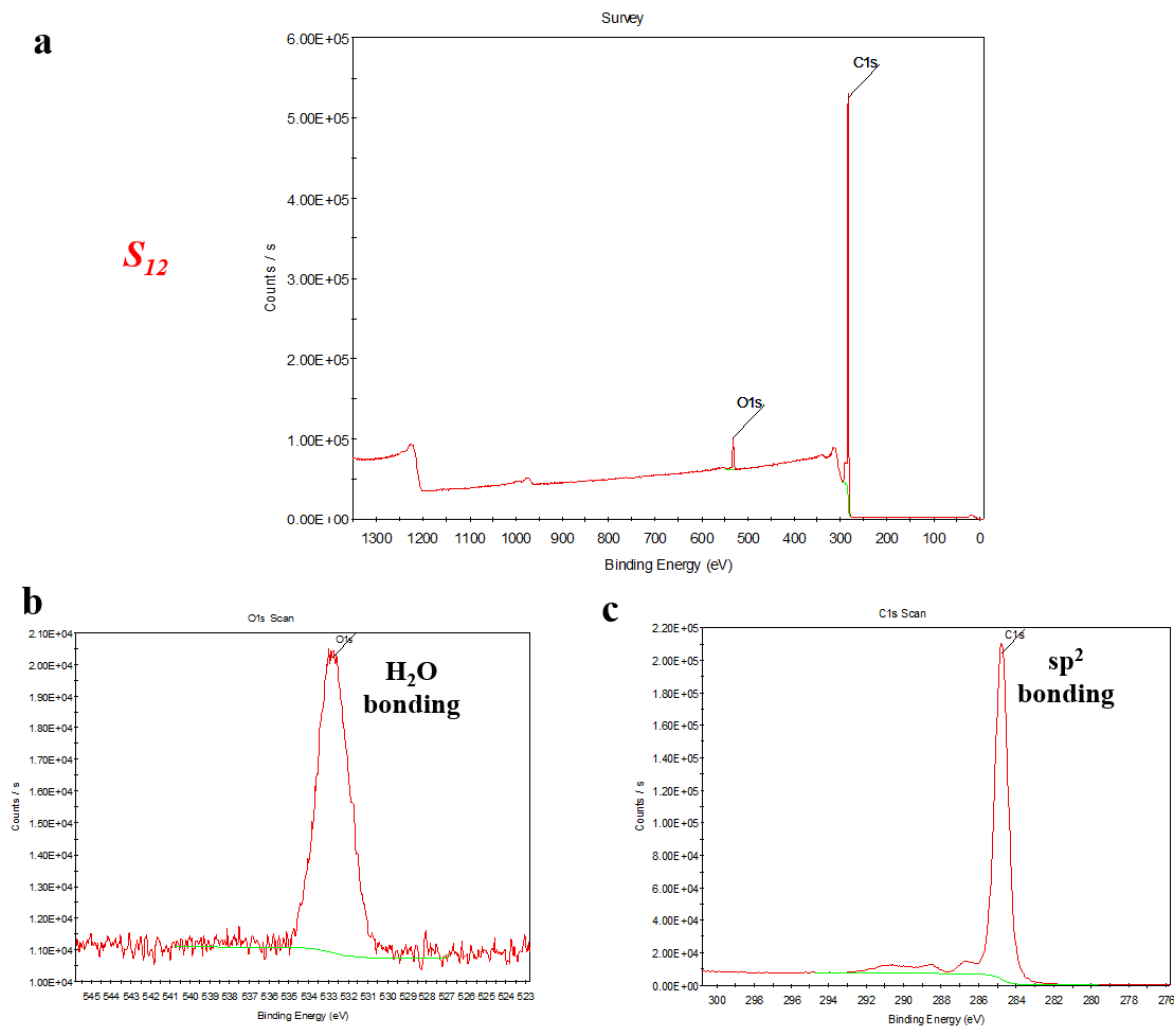 a
Survey
6.00E+05
5.00E+05
4.00E+05
3.00E+05
2.00E+05
1.00E+05
0.00E+00
Counts / s
C1s
O1s
S12
1300 1200 1100 1000 900 800 700 600 500 400 300 200 100 0
Binding Energy (eV)
b
O1s Scan
2.10E+04
2.00E+04
1.90E+04
1.80E+04
1.70E+04
1.60E+04
1.50E+04
1.40E+04
1.30E+04
1.20E+04
1.10E+04
1.00E+04
Counts / s
O1s
H₂O
bonding
545 544 543 542 541 540 539 538 537 536 535 534 533 532 531 530 529 528 527 526 525 524 523
Binding Energy (eV)
c
C1s Scan
2.20E+05
2.00E+05
1.80E+05
1.60E+05
1.40E+05
1.20E+05
1.00E+05
8.00E+04
6.00E+04
4.00E+04
2.00E+04
0.00E+00
Counts / s
C1s
sp²
bonding
300 298 296 294 292 290 288 286 284 282 280 278 276
Binding Energy (eV)